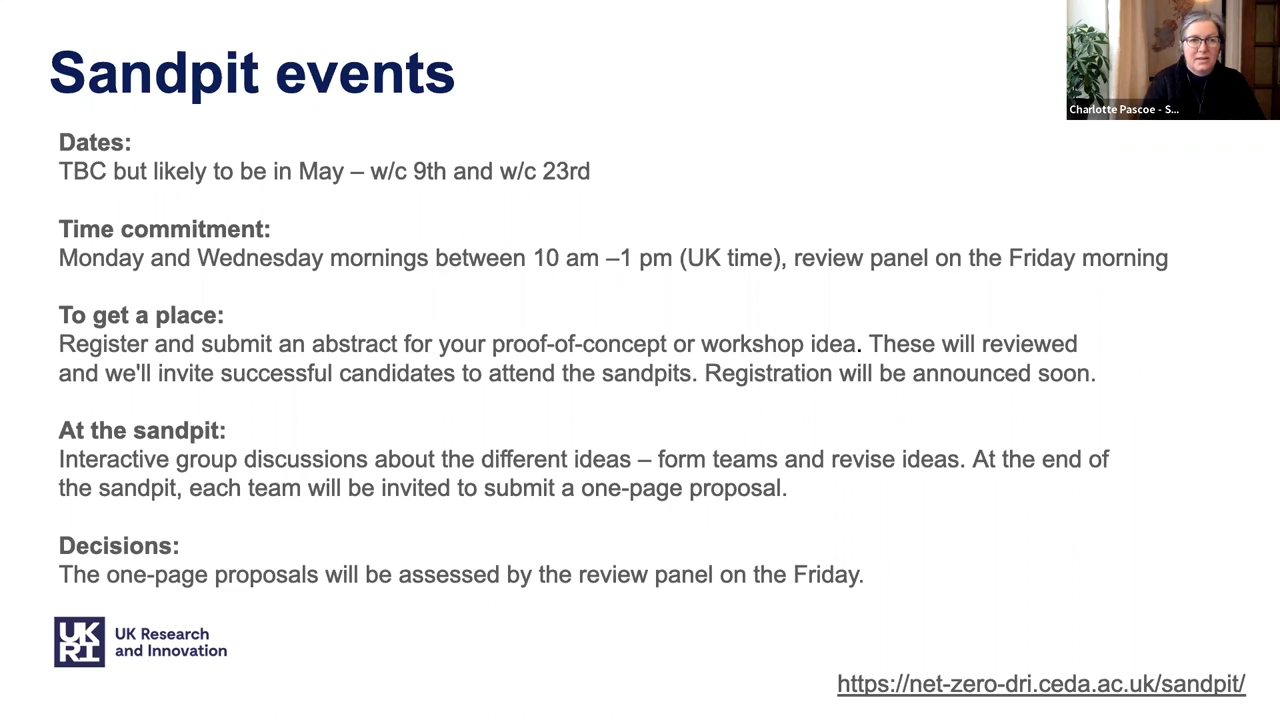 Sandpit events
Charlotte Pascoe - S...
Dates:
TBC but likely to be in May – w/c 9th and w/c 23rd
Time commitment:
Monday and Wednesday mornings between 10 am –1 pm (UK time), review panel on the Friday morning
To get a place:
Register and submit an abstract for your proof-of-concept or workshop idea. These will reviewed
and we'll invite successful candidates to attend the sandpits. Registration will be announced soon.
At the sandpit:
Interactive group discussions about the different ideas – form teams and revise ideas. At the end of
the sandpit, each team will be invited to submit a one-page proposal.
Decisions:
The one-page proposals will be assessed by the review panel on the Friday.
UK
RI
UK Research
and Innovation
https://net-zero-dri.ceda.ac.uk/sandpit/